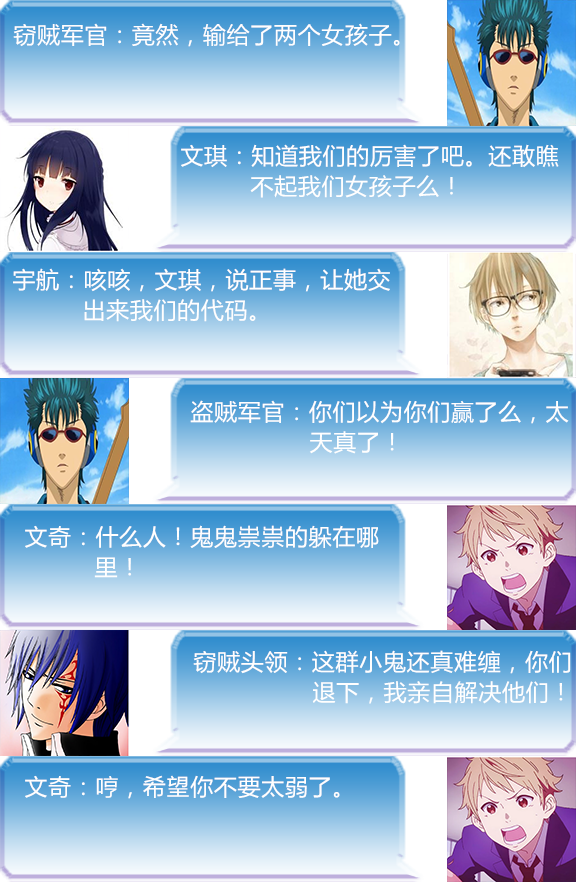 窃贼军官：竟然，输给了两个女孩子。
文琪：知道我们的厉害了吧。还敢瞧
不起我们女孩子么！
宇航：咳咳，文琪，说正事，让她交
出来我们的代码。
盗贼军官：你们以为你们赢了么，太
天真了！
文奇：什么人！鬼鬼祟祟的躲在哪
里！
窃贼头领：这群小鬼还真难缠，你们
退下，我亲自解决他们！
文奇：哼，希望你不要太弱了。